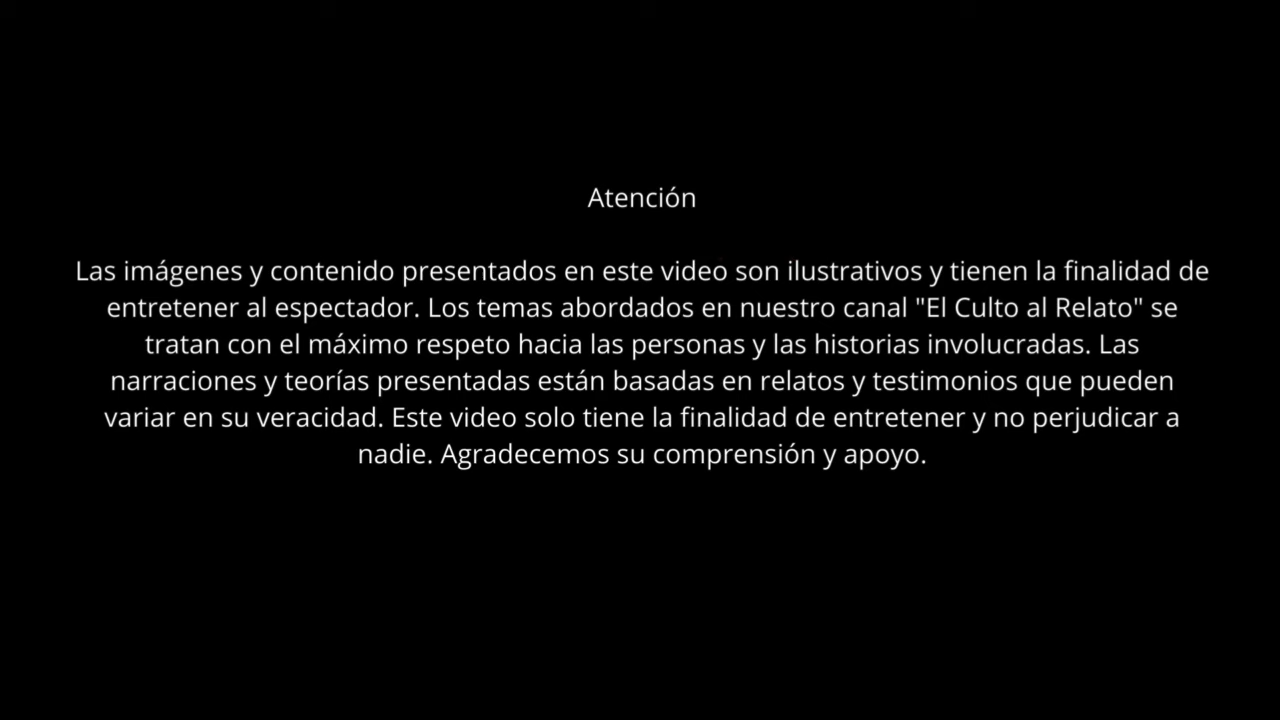 Atención
Las imágenes y contenido presentados en este video son ilustrativos y tienen la finalidad de
entretener al espectador. Los temas abordados en nuestro canal "El Culto al Relato" se
tratan con el máximo respeto hacia las personas y las historias involucradas. Las
narraciones y teorías presentadas están basadas en relatos y testimonios que pueden
variar en su veracidad. Este video solo tiene la finalidad de entretener y no perjudicar a
nadie. Agradecemos su comprensión y apoyo.